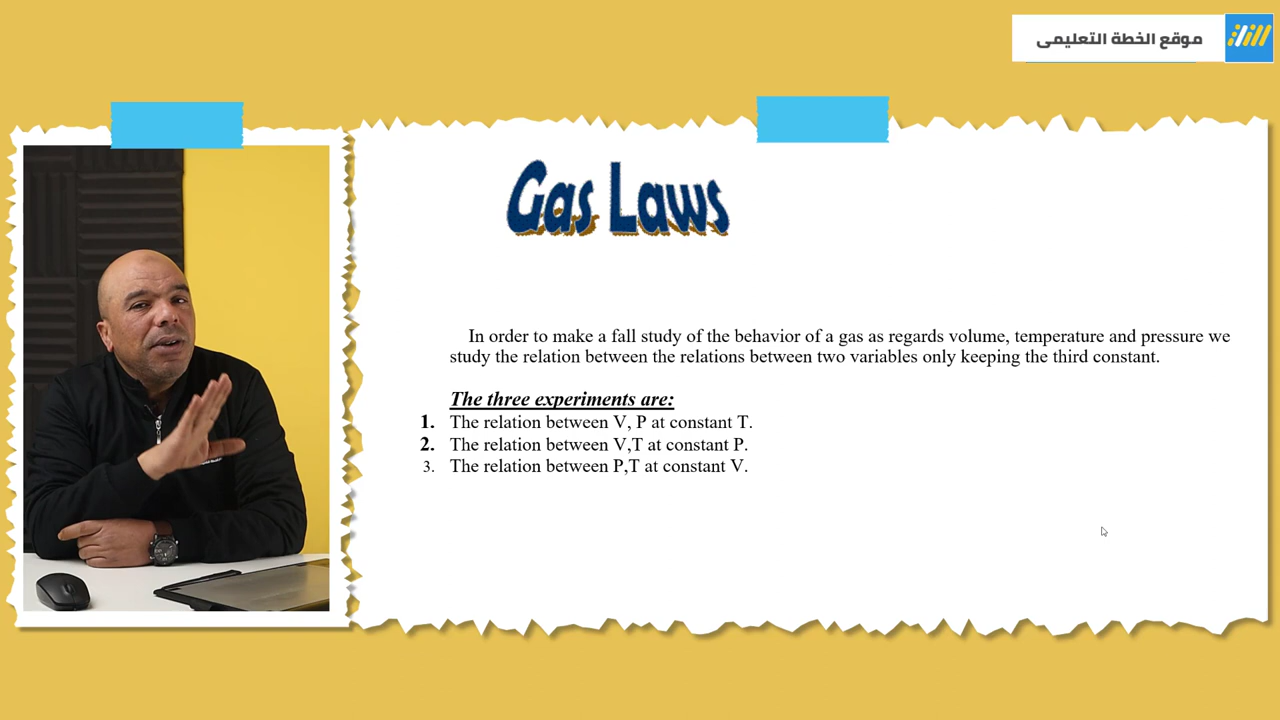 موقع الخطة التعليمى
Gas Laws
In order to make a fall study of the behavior of a gas as regards volume, temperature and pressure we
study the relation between the relations between two variables only keeping the third constant.
The three experiments are:
1. The relation between V, P at constant T.
2. The relation between V,T at constant P.
3. The relation between P,T at constant V.